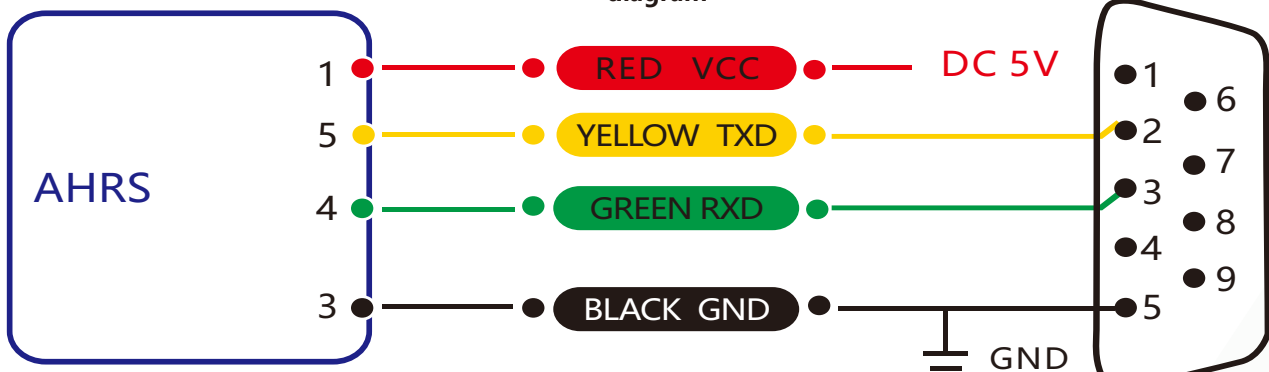 diagram
1 RED VCC DC 5V 1
6
5 YELLOW TXD 2
7
AHRS
4 GREEN RXD 3
8
4
9
3 BLACK GND 5
GND